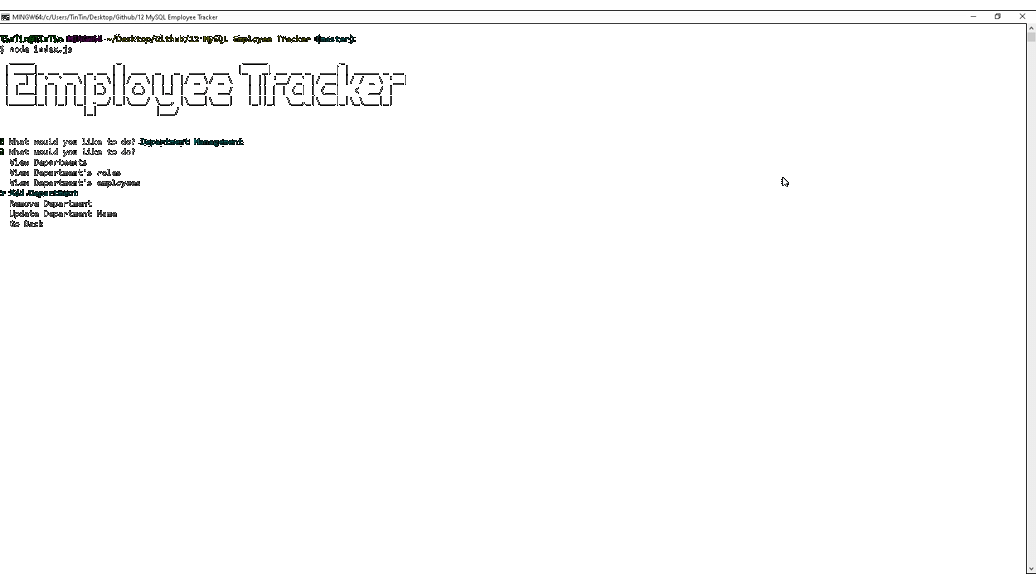 MINGW64:/c/Users/TinTin/Desktop/Github/12 MySQL Employee Tracker
TinTin@TinTin MINGW64 ~/Desktop/Github/12 MySQL Employee Tracker (master)
$ node index.js
Employee Tracker
? What would you like to do? Department Management
? What would you like to do?
View Departments
View Department's roles
View Department's employees
> Add Department
Remove Department
Update Department Name
Go Back